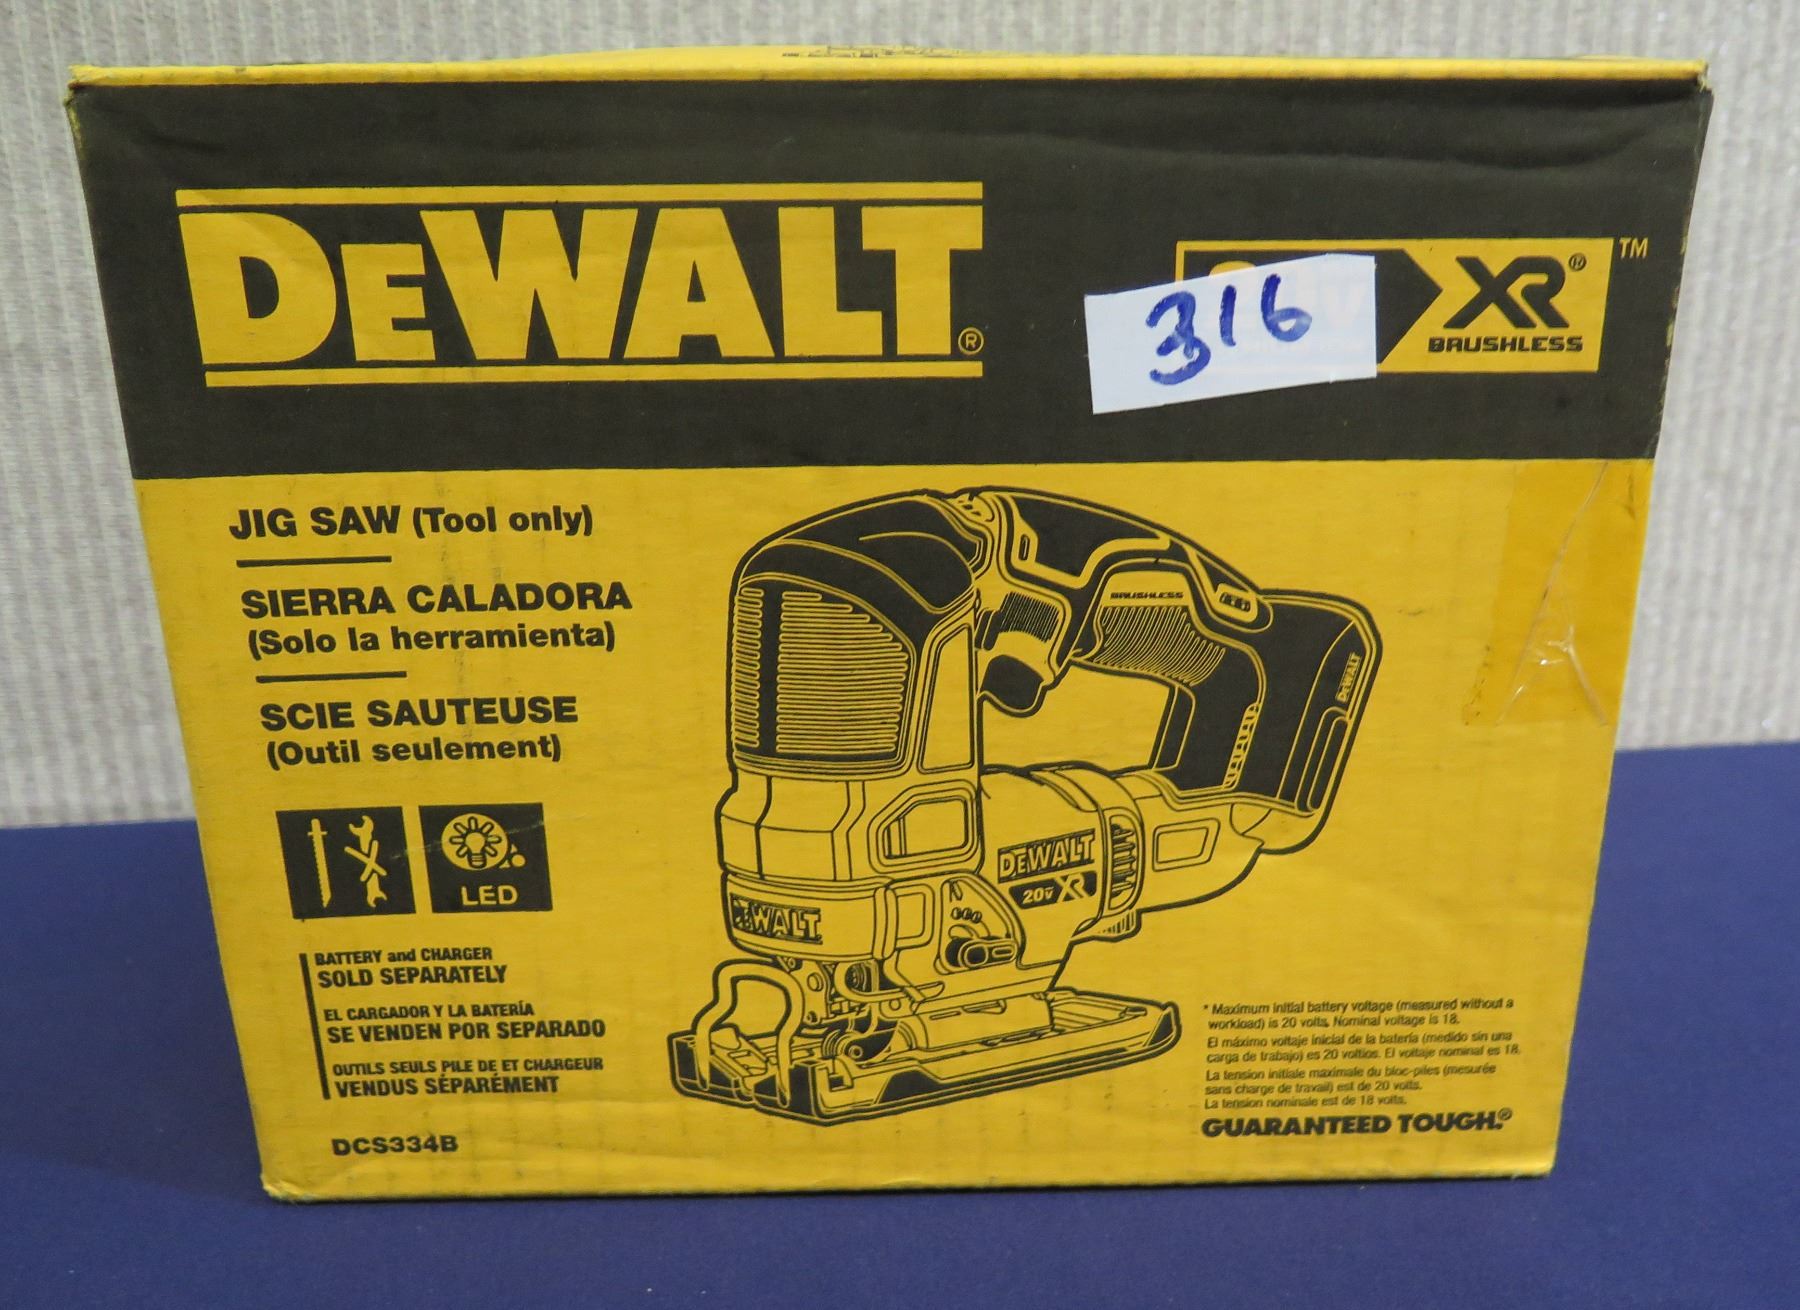 DEWALT®
316
XR® ™
BRUSHLESS
JIG SAW (Tool only)
SIERRA CALADORA
(Solo la herramienta)
SCIE SAUTEUSE
(Outil seulement)
LED
BRUSHLESS
DEWALT
DEWALT
20V XR
DEWALT
BATTERY and CHARGER
SOLD SEPARATELY
EL CARGADOR Y LA BATERÍA
SE VENDEN POR SEPARADO
OUTILS SEULS PILE DE ET CHARGEUR
VENDUS SÉPARÉMENT
DCS334B
* Maximum initial battery voltage (measured without a
workload) is 20 volts. Nominal voltage is 18.
El máximo voltaje inicial de la batería (medido sin una
carga de trabajo) es 20 voltios. El voltaje nominal es 18.
La tension initiale maximale du bloc-piles (mesurée
sans charge de travail) est de 20 volts.
La tension nominale est de 18 volts.
GUARANTEED TOUGH.®